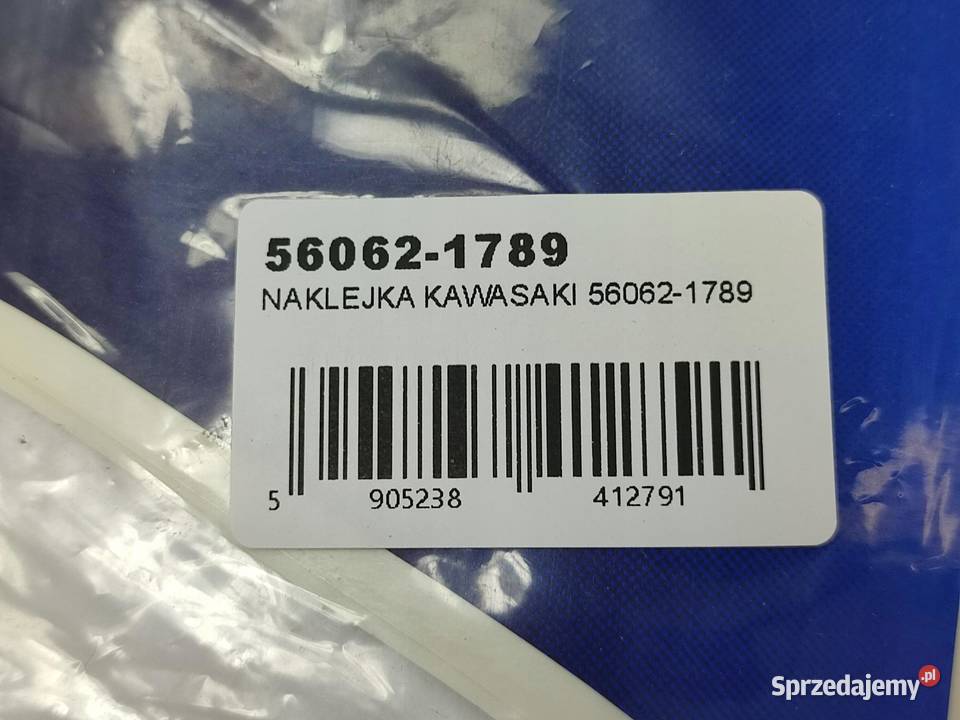 56062-1789
NAKLEJKA KAWASAKI 56062-1789
5 905238 412791
Sprzedajemy.pl